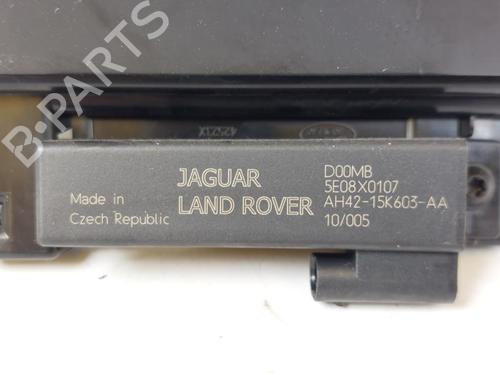 B-PARTS
JAGUAR
LAND ROVER
Made in
Czech Republic
D00MB
5E08X0107
AH42-15K603-AA
10/005